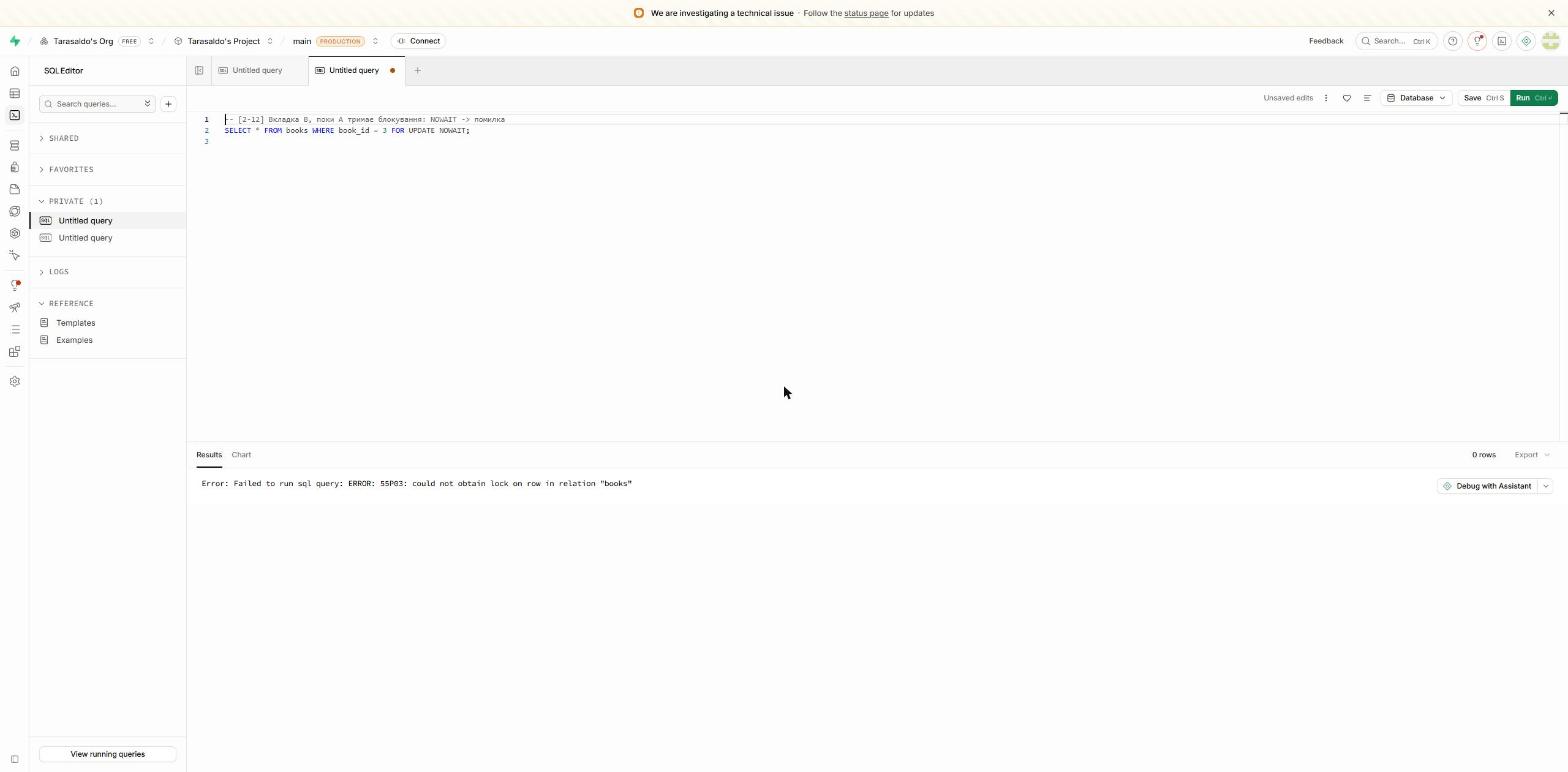 We are investigating a technical issue · Follow the status page for updates
Tarasaldo's Org FREE / Tarasaldo's Project / main PRODUCTION Connect
Feedback Search... Ctrl K
SQL Editor
Untitled query
Untitled query
Search queries...
Unsaved edits Database Save Ctrl S Run Ctrl ↵
1 -- [2-12] Вкладка B, поки A тримає блокування: NOWAIT -> помилка
2 SELECT * FROM books WHERE book_id = 3 FOR UPDATE NOWAIT;
3
SHARED
FAVORITES
PRIVATE (1)
Untitled query
Untitled query
LOGS
REFERENCE
Templates
Examples
View running queries
Results Chart 0 rows Export
Error: Failed to run sql query: ERROR: 55P03: could not obtain lock on row in relation "books"
Debug with Assistant